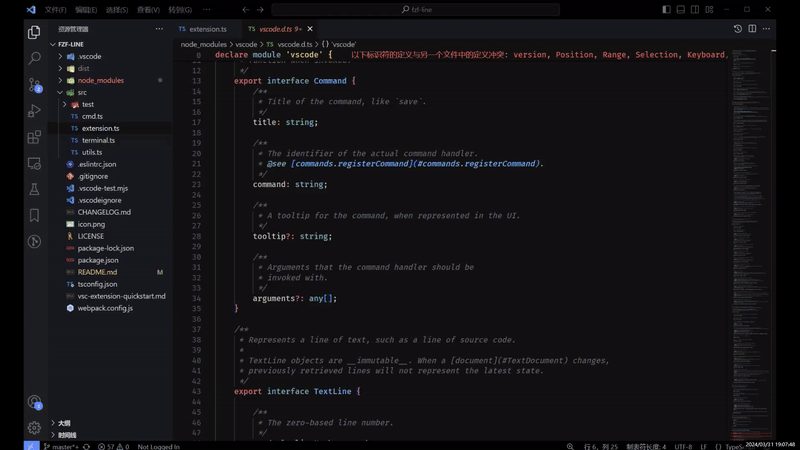 文件(F) 编辑(E) 选择(S) 查看(V) 转到(G) ··· fzf-line
资源管理器 ···
FZF-LINE
.vscode
dist
node_modules
src
test
TS cmd.ts
TS extension.ts
TS terminal.ts
TS utils.ts
.eslintrc.json
.gitignore
.vscode-test.mjs
.vscodeignore
CHANGELOG.md
icon.png
LICENSE
package-lock.json
package.json
README.md M
tsconfig.json
vsc-extension-quickstart.md
webpack.config.js
大纲
时间线
TS extension.ts TS vscode.d.ts 9+
node_modules > vscode > TS vscode.d.ts > {} 'vscode'
8 declare module 'vscode' { 以下标识符的定义与另一个文件中的定义冲突: version, Position, Range, Selection, Keyboard,
12 */
13 export interface Command {
14 /**
15 * Title of the command, like `save`.
16 */
17 title: string;
18
19 /**
20 * The identifier of the actual command handler.
21 * @see [commands.registerCommand](#commands.registerCommand).
22 */
23 command: string;
24
25 /**
26 * A tooltip for the command, when represented in the UI.
27 */
28 tooltip?: string;
29
30 /**
31 * Arguments that the command handler should be
32 * invoked with.
33 */
34 arguments?: any[];
35 }
36
37 /**
38 * Represents a line of text, such as a line of source code.
39 *
40 * TextLine objects are __immutable__. When a [document](#TextDocument) changes,
41 * previously retrieved lines will not represent the latest state.
42 */
43 export interface TextLine {
44
45 /**
46 * The zero-based line number.
47 */
master*+ 57 0 Not Logged In 行 6，列 25 制表符长度: 4 UTF-8 LF {} TypeS
2024/03/11 19:07:48